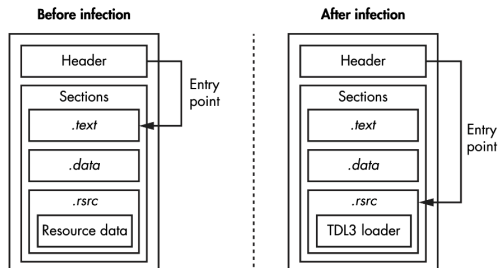 Before infection
Header
Entry
point
Sections
.text
.data
.rsrc
Resource data
After infection
Header
Entry
point
Sections
.text
.data
.rsrc
TDL3 loader